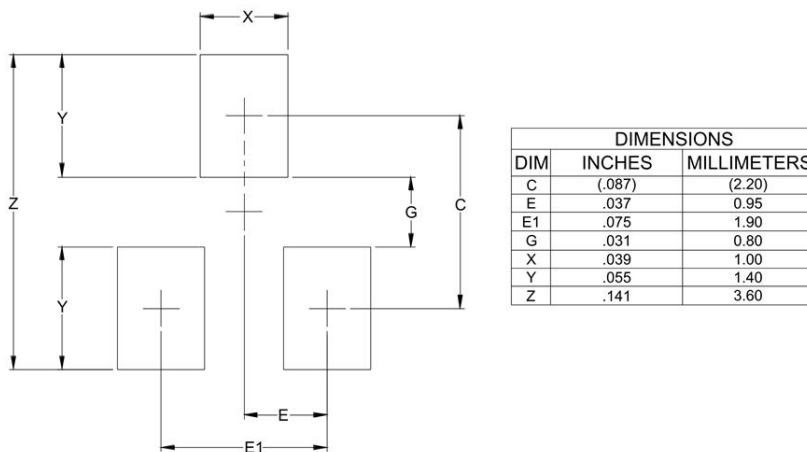 X
Y
Z
G
C
Y
E
E1
DIMENSIONS
DIM INCHES MILLIMETERS
C (.087) (2.20)
E .037 0.95
E1 .075 1.90
G .031 0.80
X .039 1.00
Y .055 1.40
Z .141 3.60